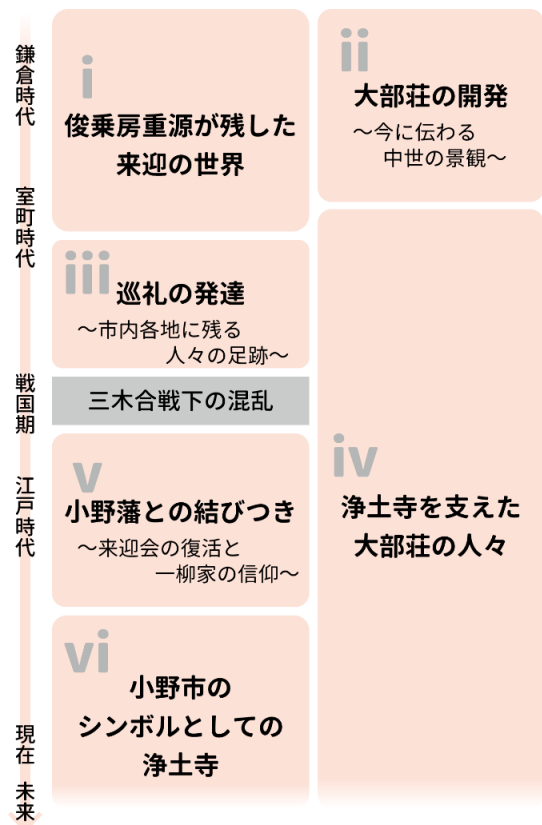 鎌倉時代
室町時代
戦国期
江戸時代
現在
未来
i
俊乗房重源が残した
来迎の世界
ii
大部荘の開発
～今に伝わる
中世の景観～
iii
巡礼の発達
～市内各地に残る
人々の足跡～
三木合戦下の混乱
iv
浄土寺を支えた
大部荘の人々
v
小野藩との結びつき
～来迎会の復活と
一柳家の信仰～
vi
小野市の
シンボルとしての
浄土寺